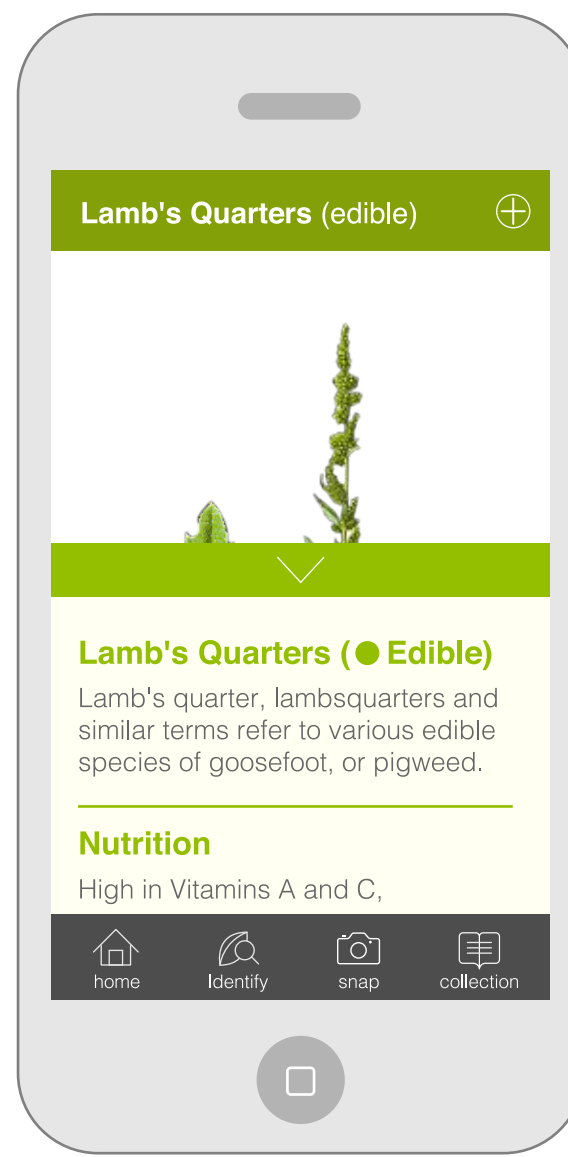 Lamb's Quarters (edible)
Lamb's Quarters (● Edible)
Lamb's quarter, lambsquarters and
similar terms refer to various edible
species of goosefoot, or pigweed.
Nutrition
High in Vitamins A and C,
home Identify snap collection